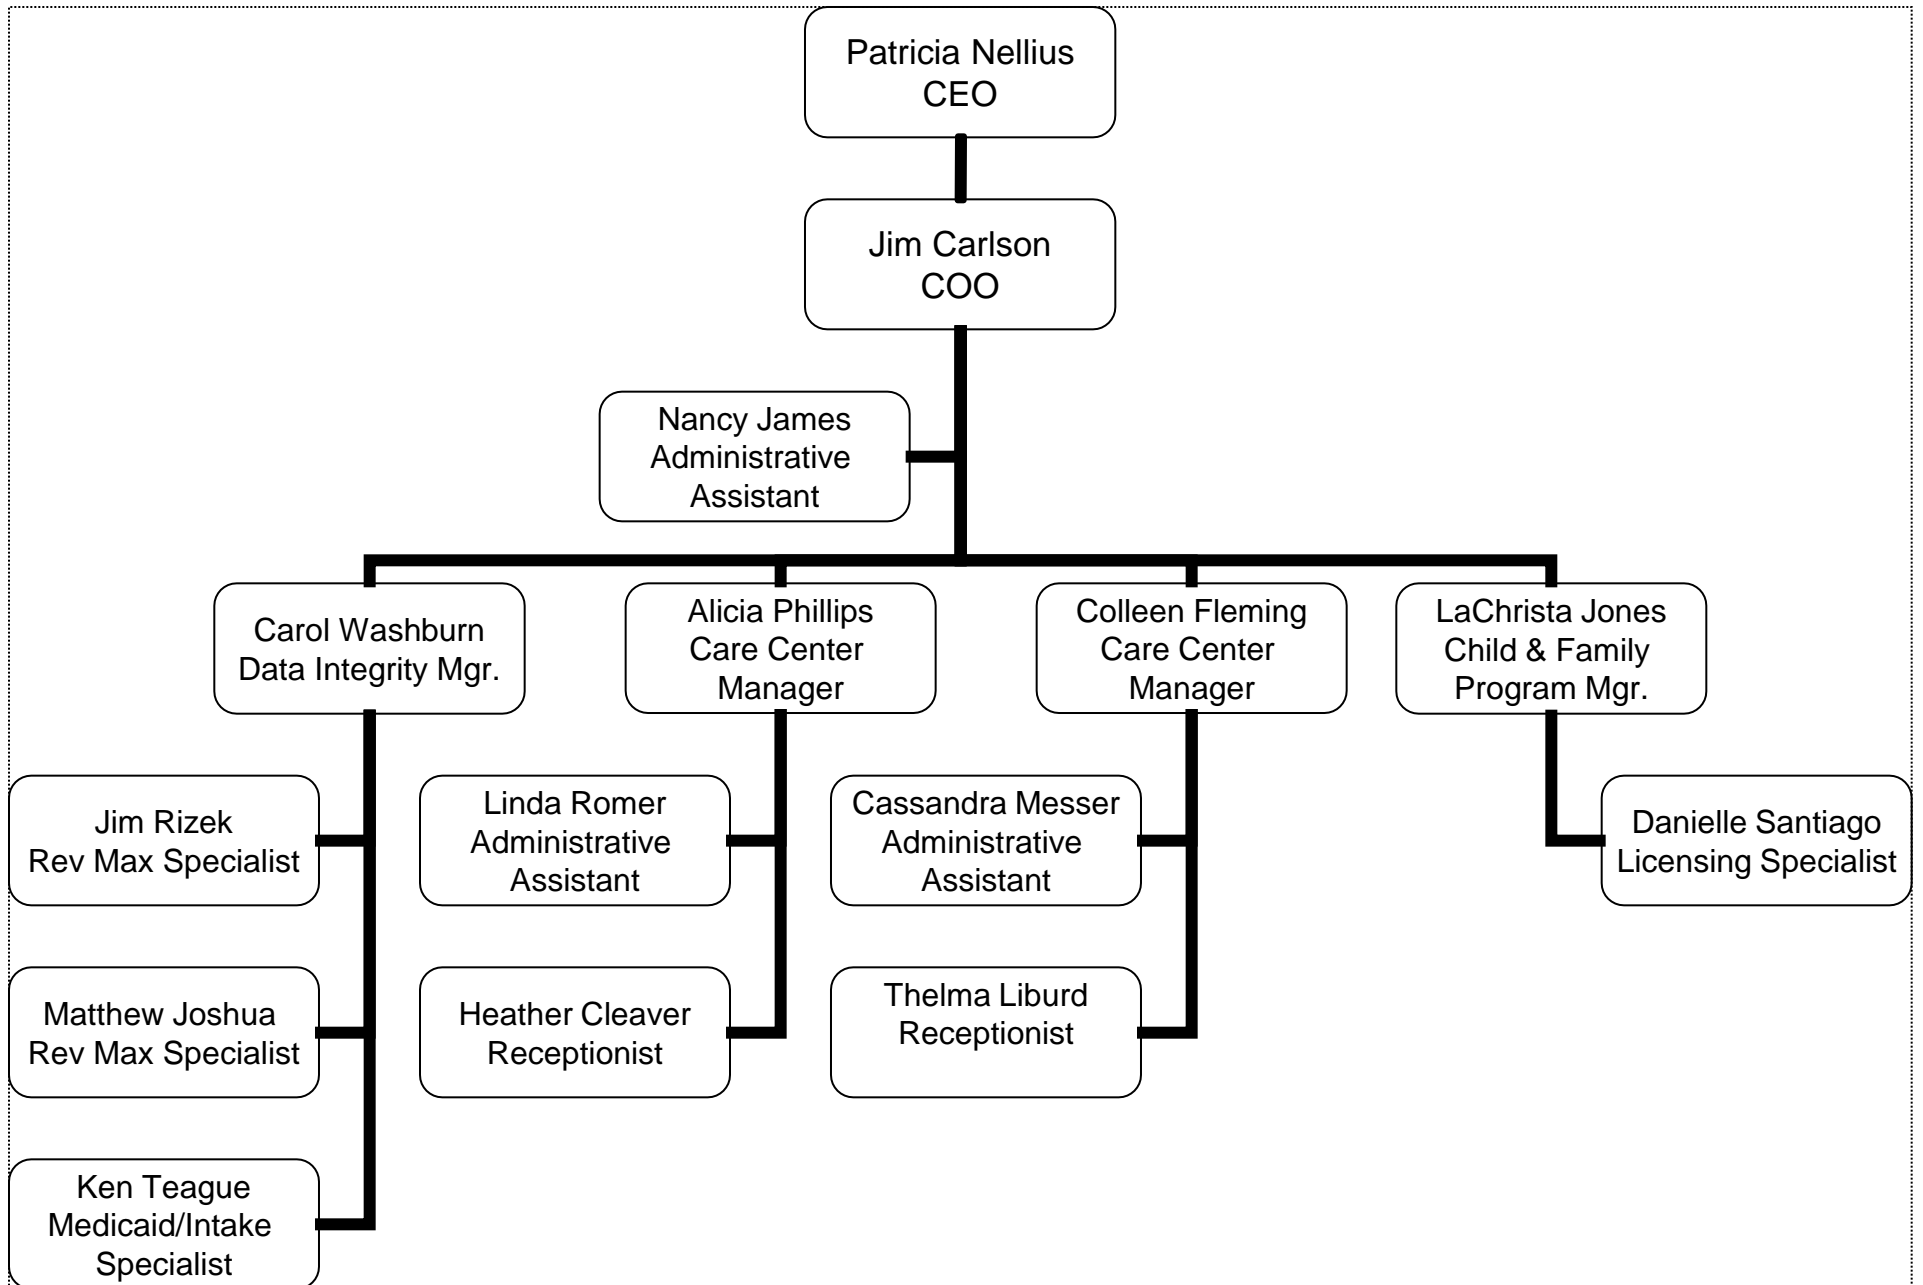 Patricia Nellius
CEO
Jim Carlson
COO
Nancy James
Administrative
Assistant
Carol Washburn
Data Integrity Mgr.
Alicia Phillips
Care Center
Manager
Colleen Fleming
Care Center
Manager
LaChrista Jones
Child & Family
Program Mgr.
Jim Rizek
Rev Max Specialist
Linda Romer
Administrative
Assistant
Cassandra Messer
Administrative
Assistant
Danielle Santiago
Licensing Specialist
Matthew Joshua
Rev Max Specialist
Heather Cleaver
Receptionist
Thelma Liburd
Receptionist
Ken Teague
Medicaid/Intake
Specialist